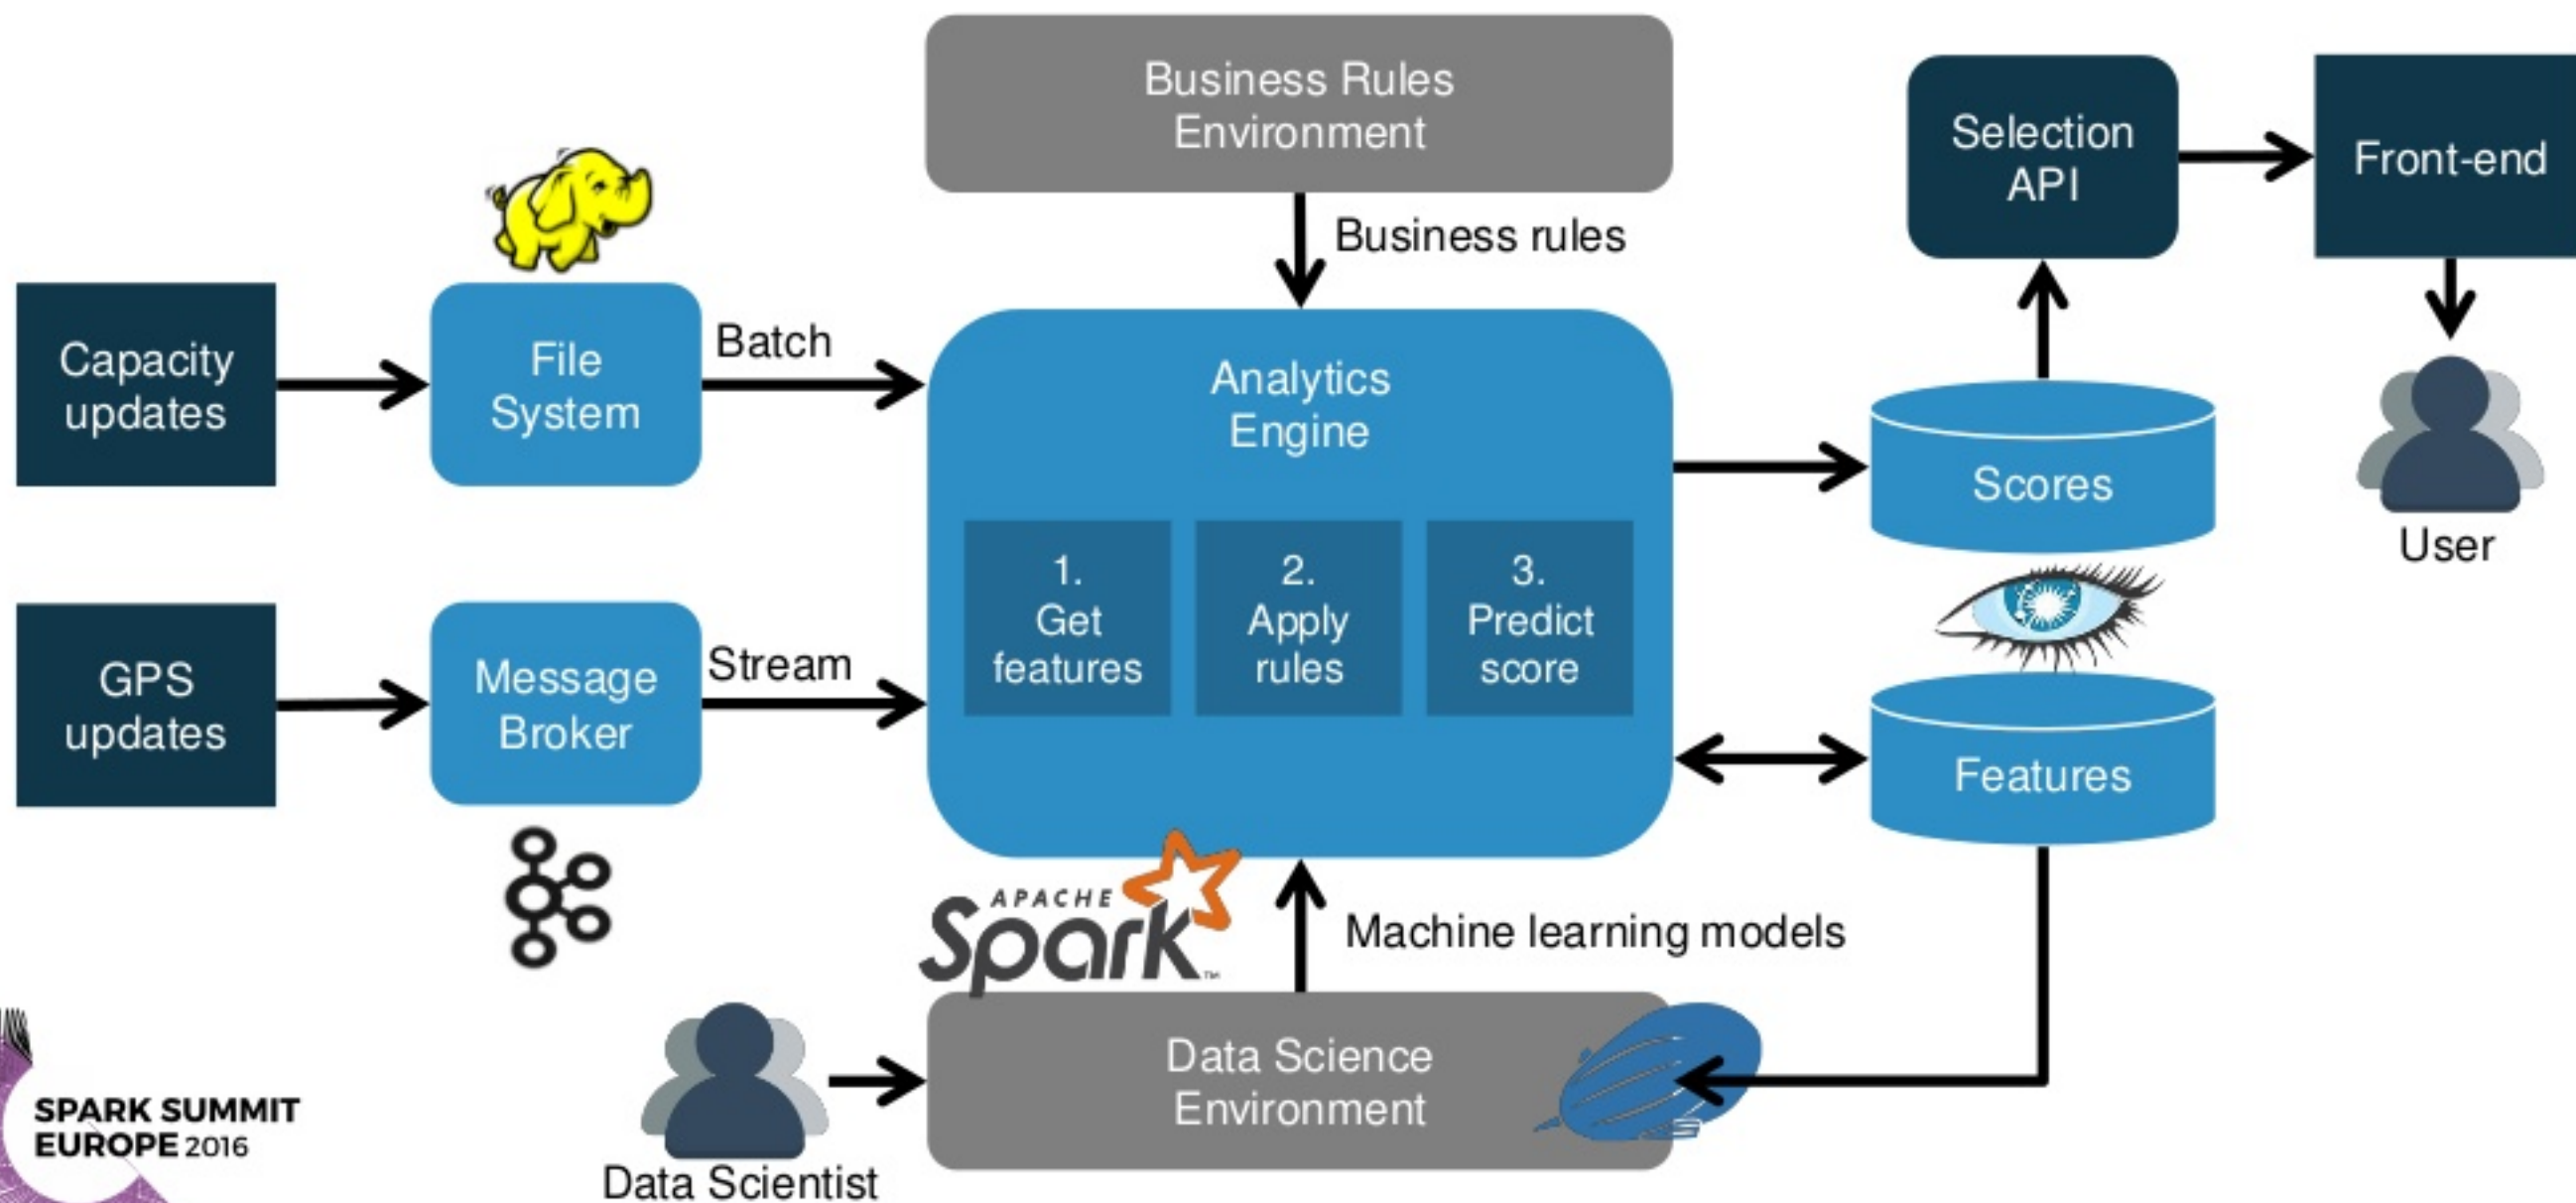 Business Rules
Environment
Business rules
Selection
API
Front-end
Capacity
updates
File
System
Batch
Analytics
Engine
Scores
User
GPS
updates
Message
Broker
Stream
1.
Get
features
2.
Apply
rules
3.
Predict
score
Features
APACHE
Spark™
Machine learning models
Data Science
Environment
Data Scientist
SPARK SUMMIT
EUROPE 2016